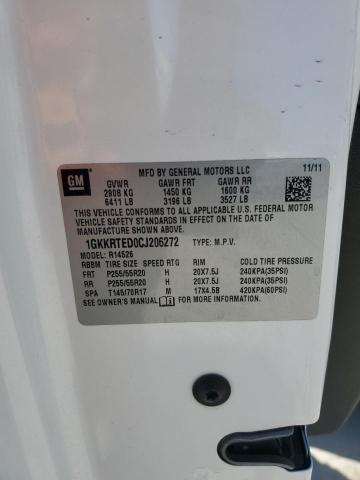 GM
MFD BY GENERAL MOTORS LLC 11/11
GVWR GAWR FRT GAWR RR
2908 KG 1450 KG 1600 KG
6411 LB 3196 LB 3527 LB
THIS VEHICLE CONFORMS TO ALL APPLICABLE U.S. FEDERAL MOTOR
VEHICLE SAFETY STANDARDS IN EFFECT ON THE DATE OF
MANUFACTURE SHOWN ABOVE.
1GKKRTED0CJ206272 TYPE: M.P.V.
MODEL: R14526
RBBM TIRE SIZE SPEED RTG RIM COLD TIRE PRESSURE
FRT P255/55R20 H 20X7.5J 240KPA(35PSI)
RR P255/55R20 H 20X7.5J 240KPA(35PSI)
SPA T145/70R17 M 17X4.5B 420KPA(60PSI)
SEE OWNER'S MANUAL FOR MORE INFORMATION.